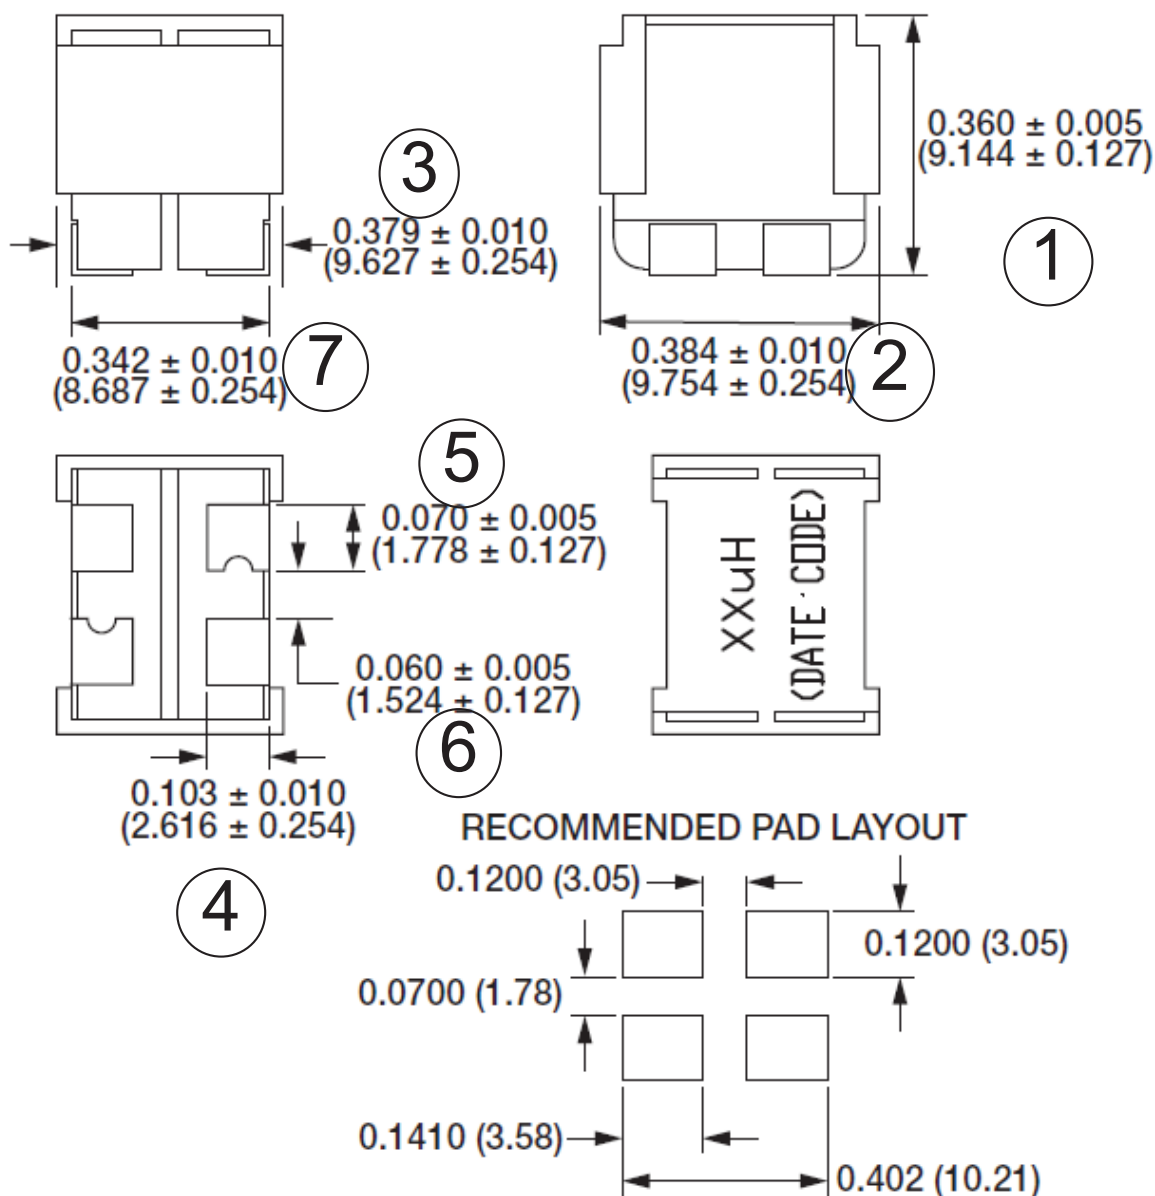 0.360 ± 0.005
(9.144 ± 0.127)
3
0.379 ± 0.010
(9.627 ± 0.254)
1
0.342 ± 0.010
(8.687 ± 0.254)
7
0.384 ± 0.010
(9.754 ± 0.254)
2
5
0.070 ± 0.005
(1.778 ± 0.127)
XXuH
(DATE·CODE)
0.060 ± 0.005
(1.524 ± 0.127)
6
0.103 ± 0.010
(2.616 ± 0.254)
4
RECOMMENDED PAD LAYOUT
0.1200 (3.05)
0.1200 (3.05)
0.0700 (1.78)
0.1410 (3.58)
0.402 (10.21)